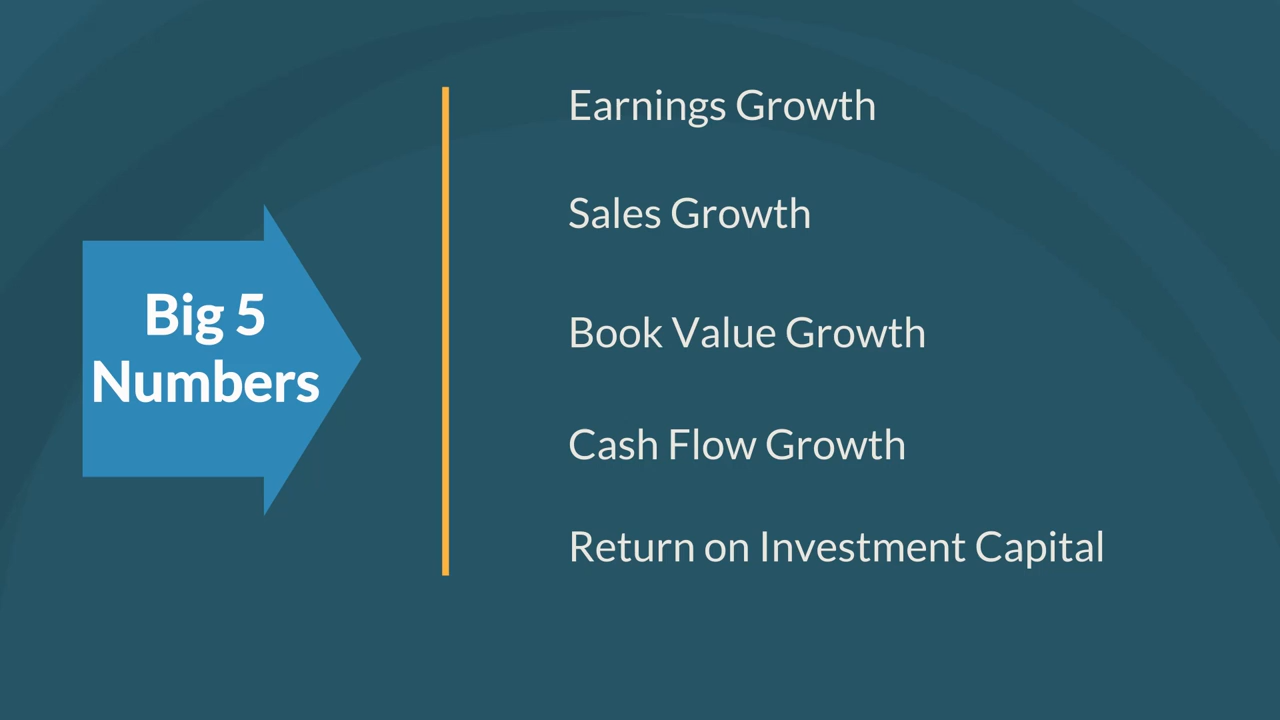 Big 5
Numbers
Earnings Growth
Sales Growth
Book Value Growth
Cash Flow Growth
Return on Investment Capital